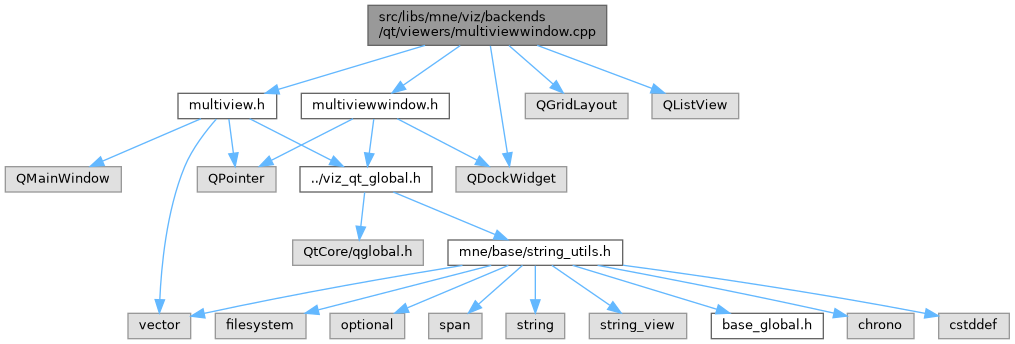 src/libs/mne/viz/backends
/qt/viewers/multiviewwindow.cpp
multiview.h
multiviewwindow.h
QGridLayout
QListView
QMainWindow
QPointer
../viz_qt_global.h
QDockWidget
QtCore/qglobal.h
mne/base/string_utils.h
vector
filesystem
optional
span
string
string_view
base_global.h
chrono
cstddef